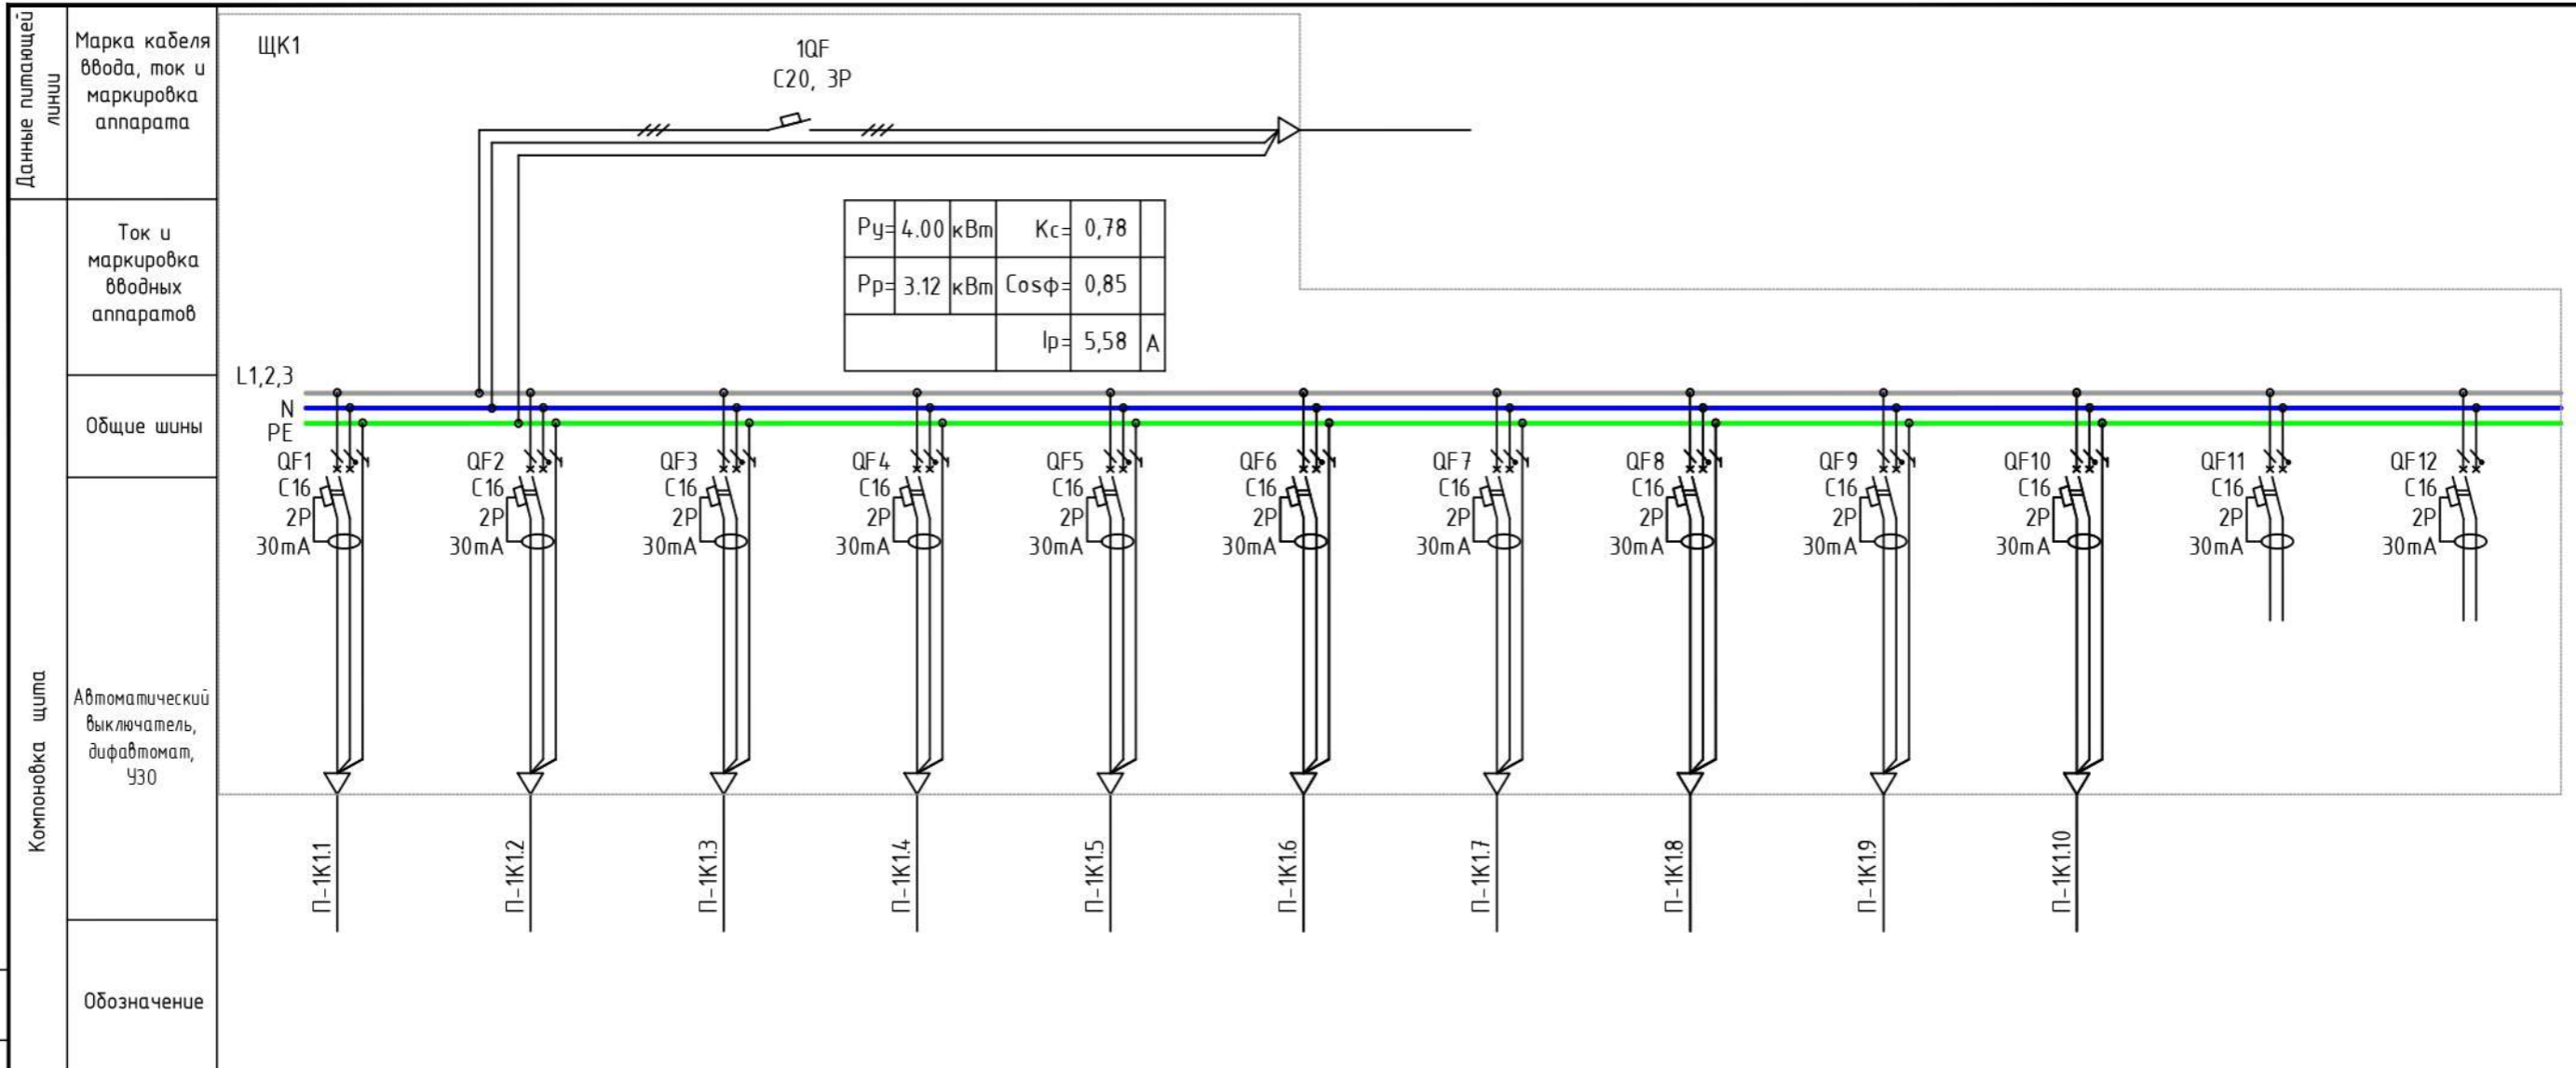 Данные питающей
линии
Марка кабеля
ввода, ток и
маркировка
аппарата
ЩК1
1QF
C20, 3P
Ток и
маркировка
вводных
аппаратов
Ру= 4.00 кВт Кс= 0,78
Рр= 3.12 кВт Cosφ= 0,85
Iр= 5,58 А
Общие шины
L1,2,3
N
PE
QF1 QF2 QF3 QF4 QF5 QF6 QF7 QF8 QF9 QF10 QF11 QF12
C16 C16 C16 C16 C16 C16 C16 C16 C16 C16 C16 C16
2P 2P 2P 2P 2P 2P 2P 2P 2P 2P 2P 2P
30mA 30mA 30mA 30mA 30mA 30mA 30mA 30mA 30mA 30mA 30mA 30mA
Компоновка щита
Автоматический
выключатель,
дифавтомат,
УЗО
П-1К1.1
П-1К1.2
П-1К1.3
П-1К1.4
П-1К1.5
П-1К1.6
П-1К1.7
П-1К1.8
П-1К1.9
П-1К1.10
Обозначение